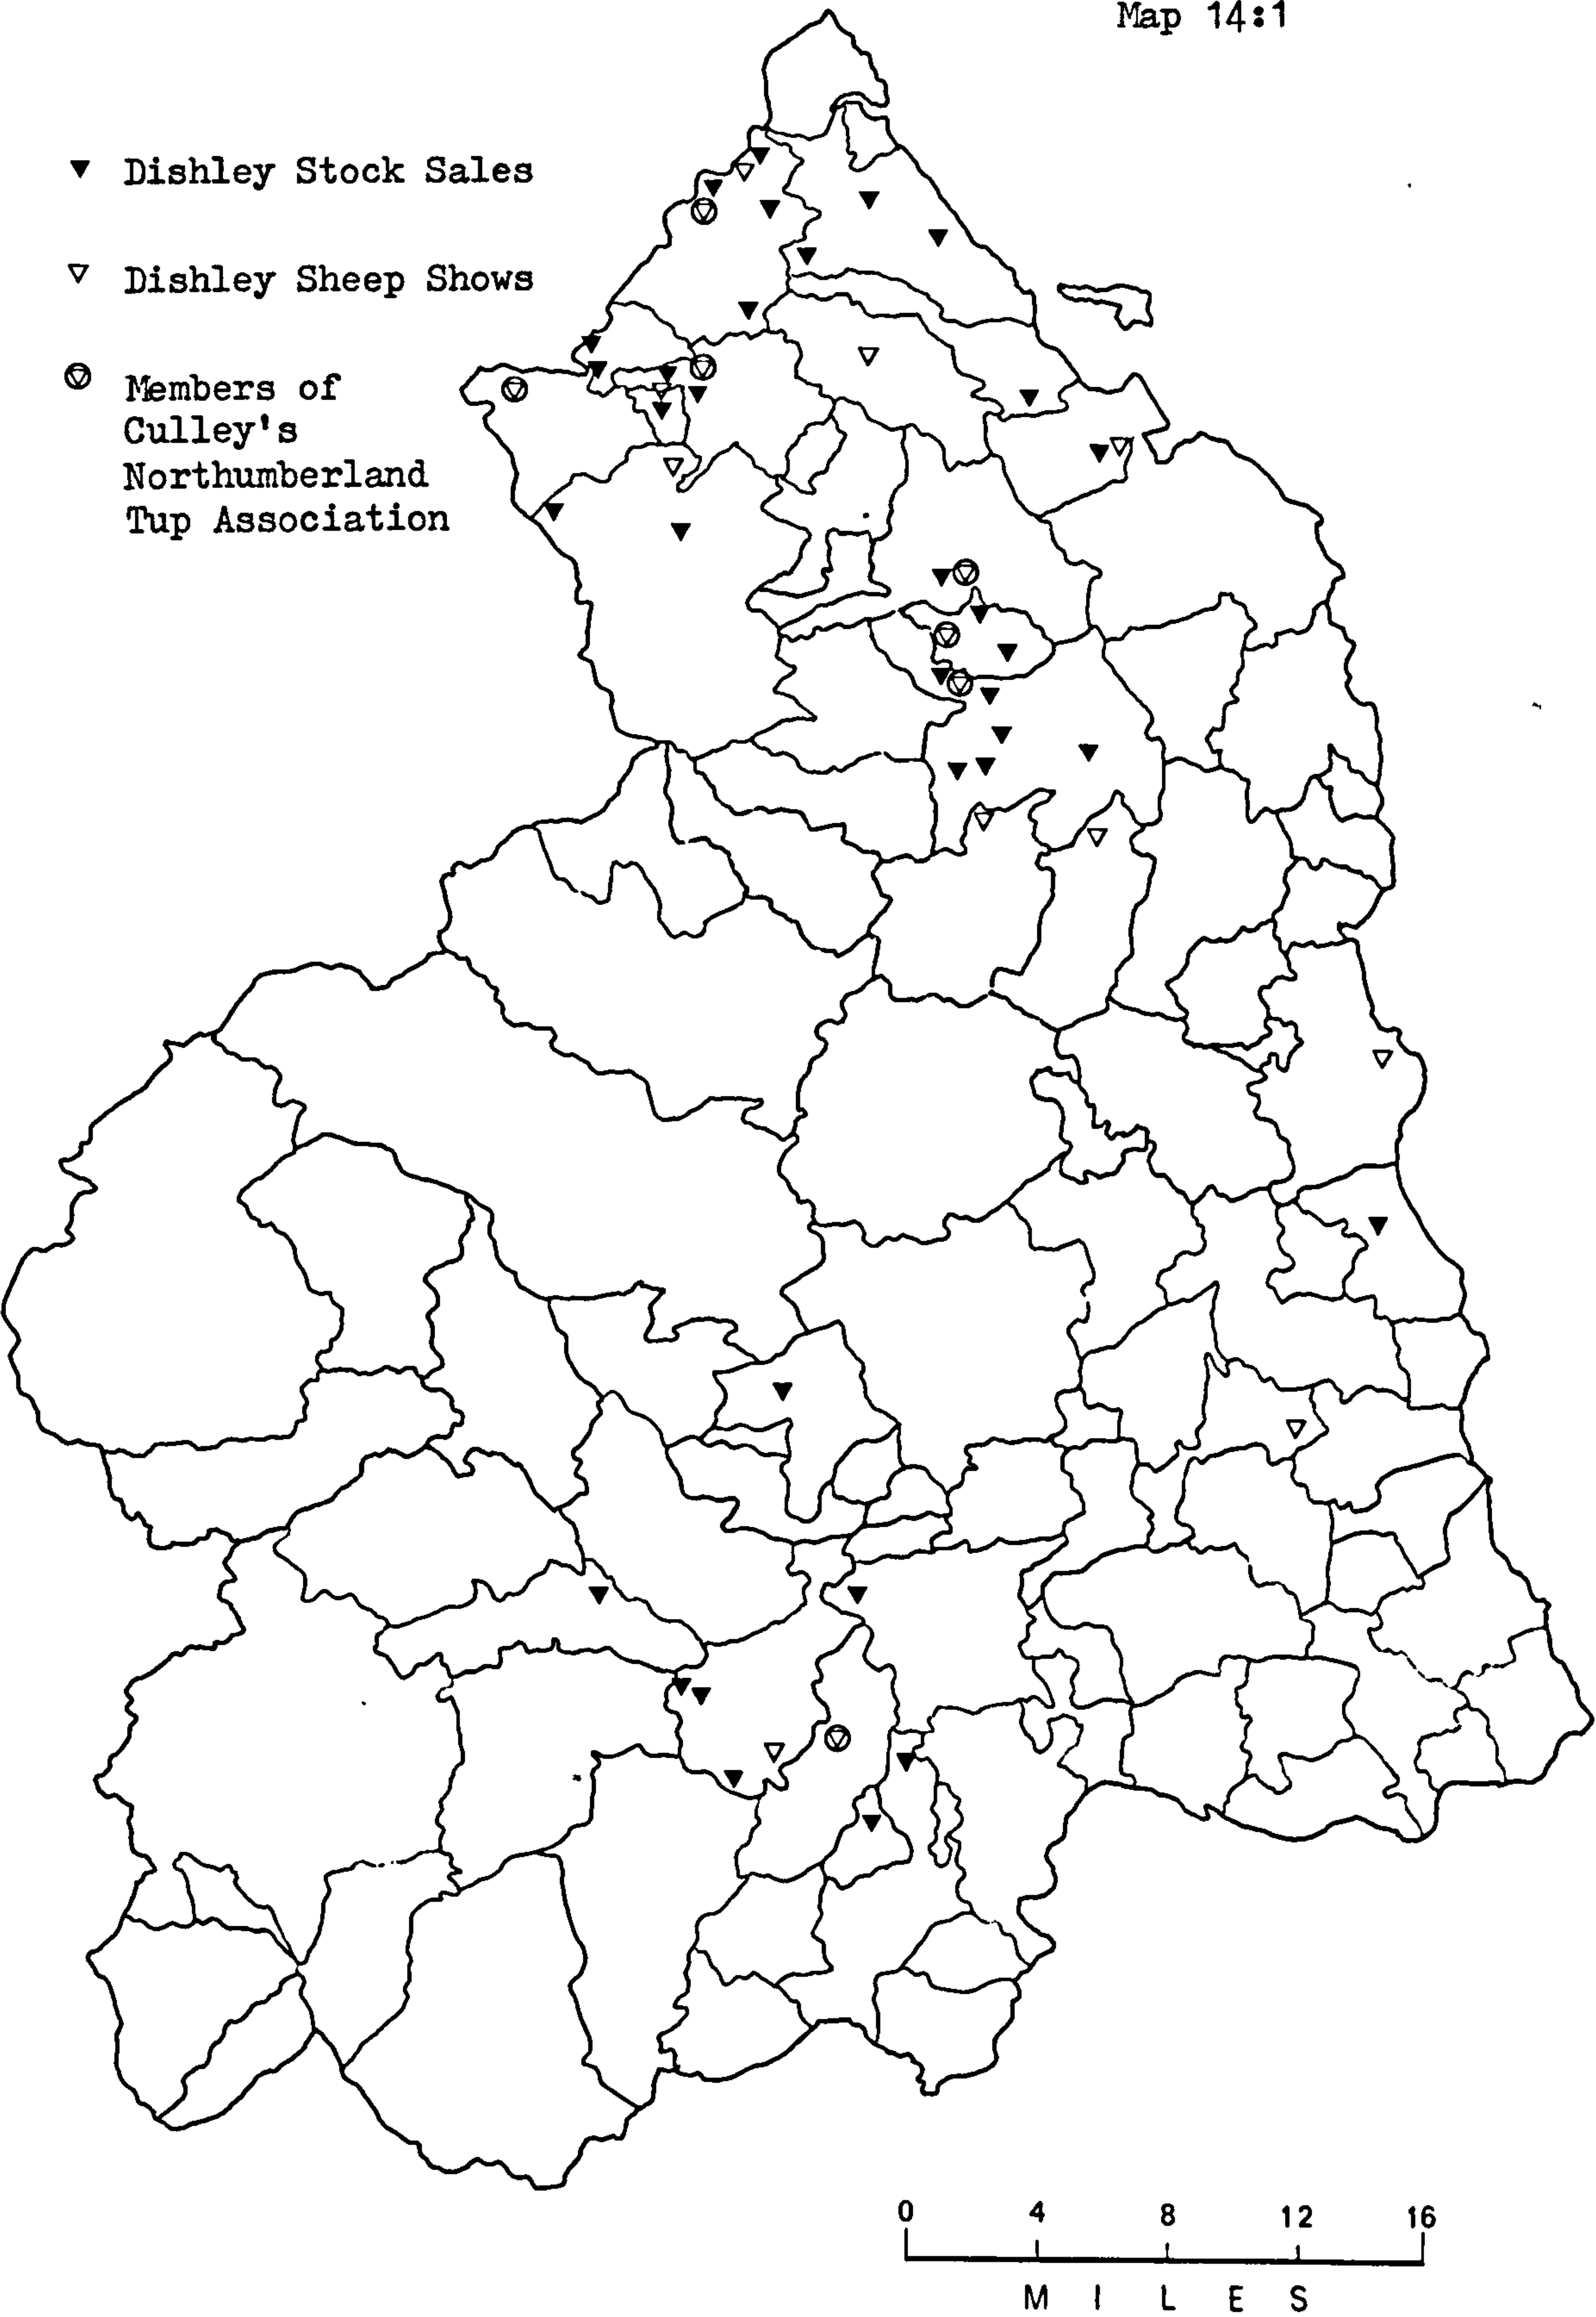 Map 14:1
Dishley Stock Sales
Dishley Sheep Shows
Members of
Culley's
Northumberland
Tup Association
0 4 8 12 16
M I L E S